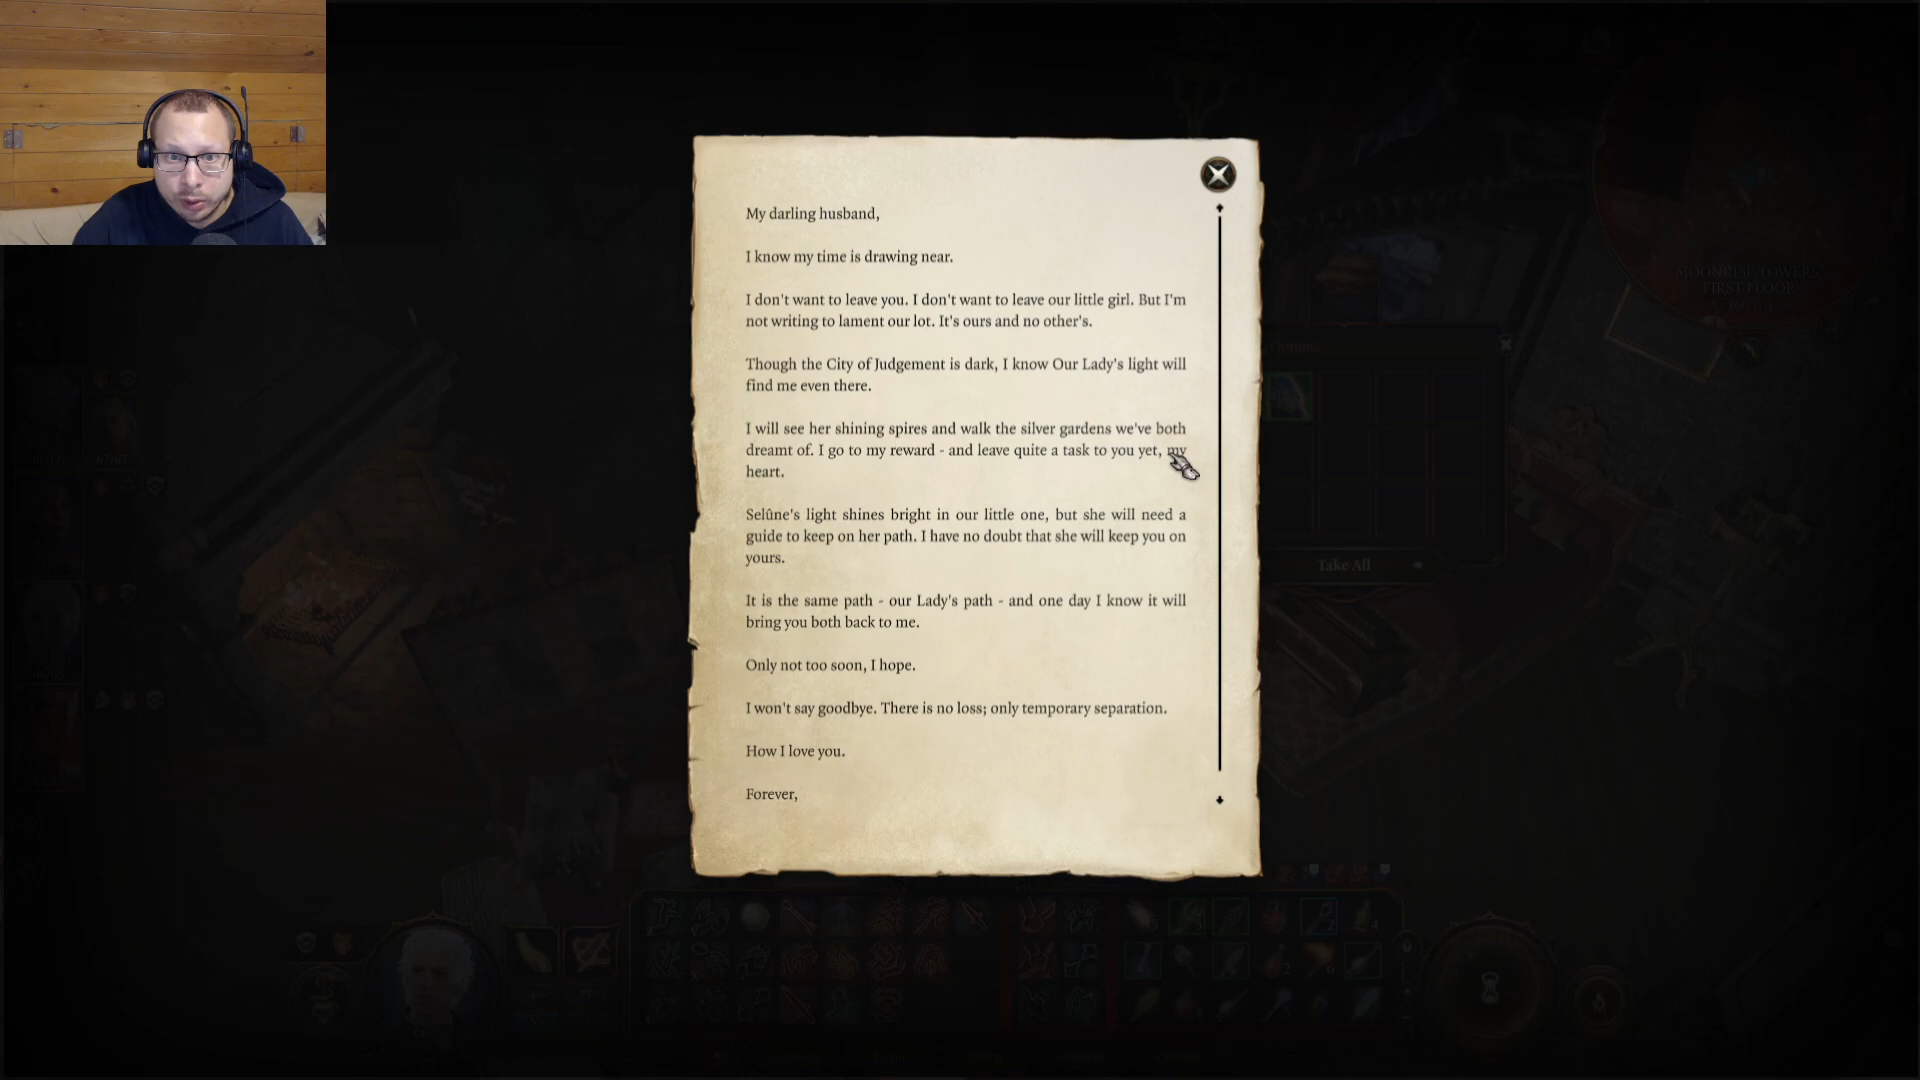 My darling husband,
I know my time is drawing near.
I don't want to leave you. I don't want to leave our little girl. But I'm
not writing to lament our lot. It's ours and no other's.
Though the City of Judgement is dark, I know Our Lady's light will
find me even there.
I will see her shining spires and walk the silver gardens we've both
dreamt of. I go to my reward - and leave quite a task to you yet, my
heart.
Selûne's light shines bright in our little one, but she will need a
guide to keep on her path. I have no doubt that she will keep you on
yours.
It is the same path - our Lady's path - and one day I know it will
bring you both back to me.
Only not too soon, I hope.
I won't say goodbye. There is no loss; only temporary separation.
How I love you.
Forever,
MOONRISE TOWERS
FIRST FLOOR
Take All